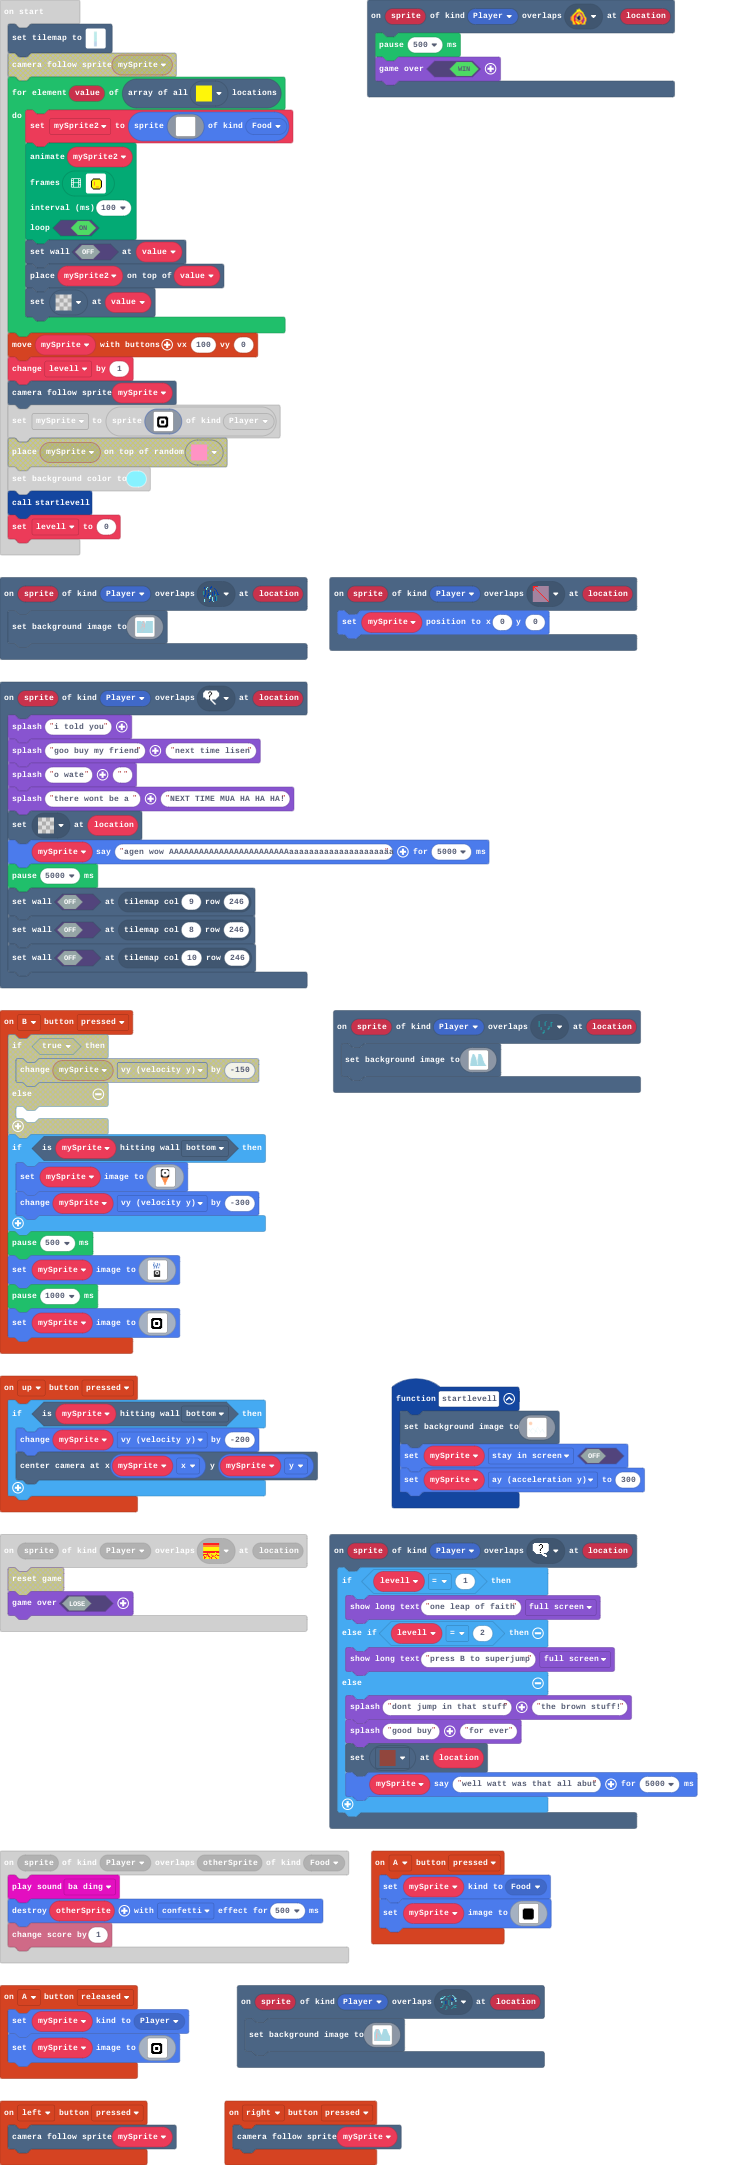 on start
set tilemap to
camera follow sprite mySprite
for element value of array of all locations
do
set mySprite2 to sprite of kind Food
animate mySprite2
frames
interval (ms) 100
loop ON
set wall OFF at value
place mySprite2 on top of value
set at value
move mySprite with buttons vx 100 vy 0
change levell by 1
camera follow sprite mySprite
set mySprite to sprite of kind Player
place mySprite on top of random
set background color to
call startlevell
set levell to 0
on sprite of kind Player overlaps at location
pause 500 ms
game over WIN
on sprite of kind Player overlaps at location
set background image to
on sprite of kind Player overlaps at location
set mySprite position to x 0 y 0
on sprite of kind Player overlaps at location
splash "i told you"
splash "goo buy my friend" "next time lisen"
splash "o wate" ""
splash "there wont be a " "NEXT TIME MUA HA HA HA!"
set at location
mySprite say for 5000 ms
pause 5000 ms
set wall OFF at tilemap col 9 row 246
set wall OFF at tilemap col 8 row 246
set wall OFF at tilemap col 10 row 246
on B button pressed
if true then
change mySprite vy (velocity y) by -150
else
if is mySprite hitting wall bottom then
set mySprite image to
change mySprite vy (velocity y) by -300
pause 500 ms
set mySprite image to
pause 1000 ms
set mySprite image to
on sprite of kind Player overlaps at location
set background image to
on up button pressed
if is mySprite hitting wall bottom then
change mySprite vy (velocity y) by -200
center camera at x mySprite x y mySprite y
function startlevell
set background image to
set mySprite stay in screen OFF
set mySprite ay (acceleration y) to 300
on sprite of kind Player overlaps at location
reset game
game over LOSE
on sprite of kind Player overlaps at location
if levell = 1 then
show long text "one leap of faith" full screen
else if levell = 2 then
show long text "press B to superjump" full screen
else
splash "dont jump in that stuff" "the brown stuff!"
splash "good buy" "for ever"
set at location
mySprite say "well watt was that all abut" for 5000 ms
on sprite of kind Player overlaps otherSprite of kind Food
play sound ba ding
destroy otherSprite with confetti effect for 500 ms
change score by 1
on A button pressed
set mySprite kind to Food
set mySprite image to
on A button released
set mySprite kind to Player
set mySprite image to
on sprite of kind Player overlaps at location
set background image to
on left button pressed
camera follow sprite mySprite
on right button pressed
camera follow sprite mySprite